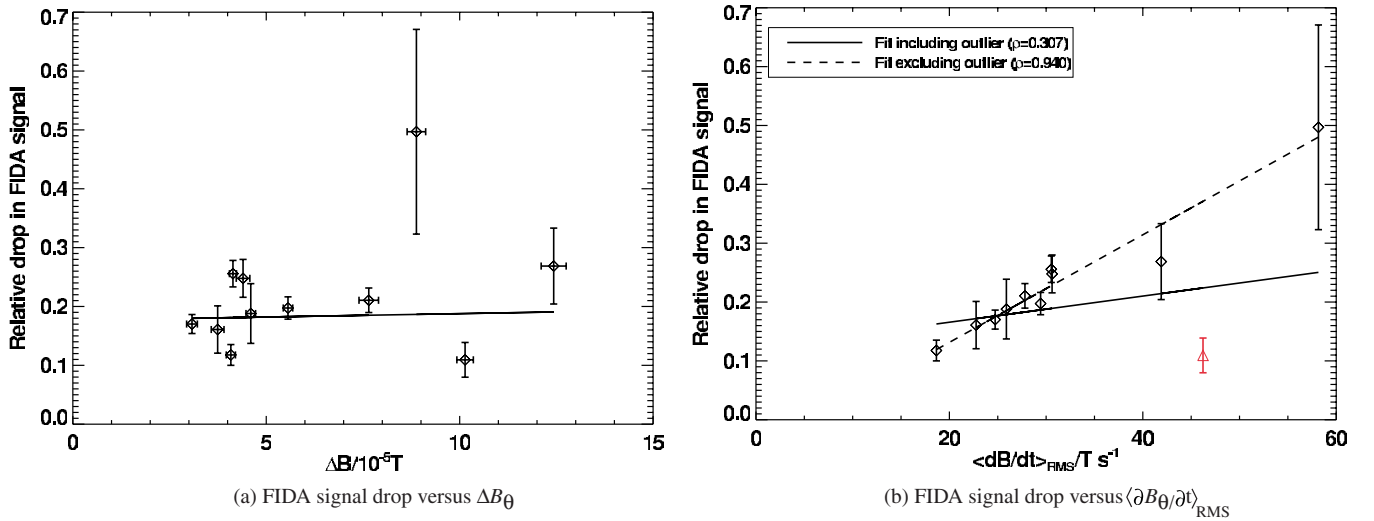 0.7
0.6
0.5
0.4
0.3
0.2
0.1
0.0
Relative drop in FIDA signal
0 5 10 15
ΔB/10⁻⁵T
(a) FIDA signal drop versus ΔBθ
0.7
0.6
0.5
0.4
0.3
0.2
0.1
0.0
Relative drop in FIDA signal
Fit including outlier (ρ=0.307)
Fit excluding outlier (ρ=0.940)
0 20 40 60
<dB/dt>RMS/T s⁻¹
(b) FIDA signal drop versus ⟨∂Bθ/∂t⟩RMS